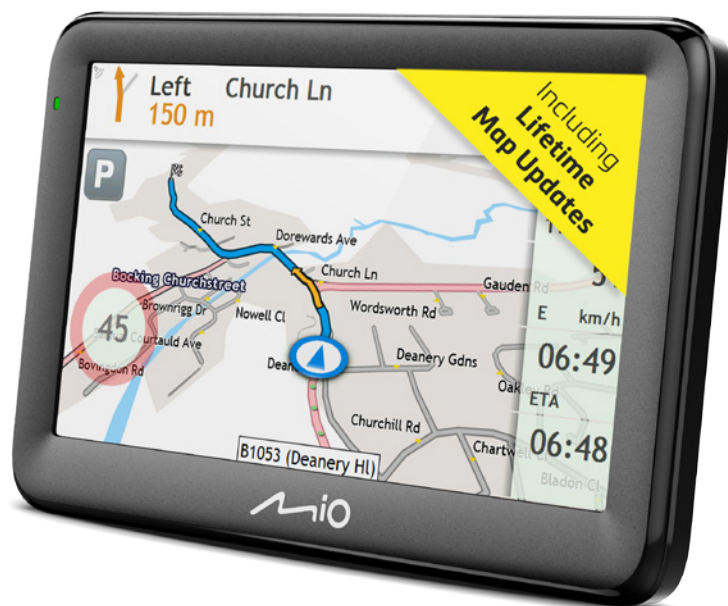 Left Church Ln
150 m
Including
Lifetime
Map Updates
P
Church St
Dorewards Ave
Church Ln
Gauden Rd
Bocking Churchstreet
Wordsworth Rd
E km/h
Brownrigg Dr
Nowell Cl
45
Courtauld Ave
Deanery Gdns
06:49
Bovingdon Rd
ETA
Churchill Rd
06:48
B1053 (Deanery Hl)
Bladon Cl
Mio